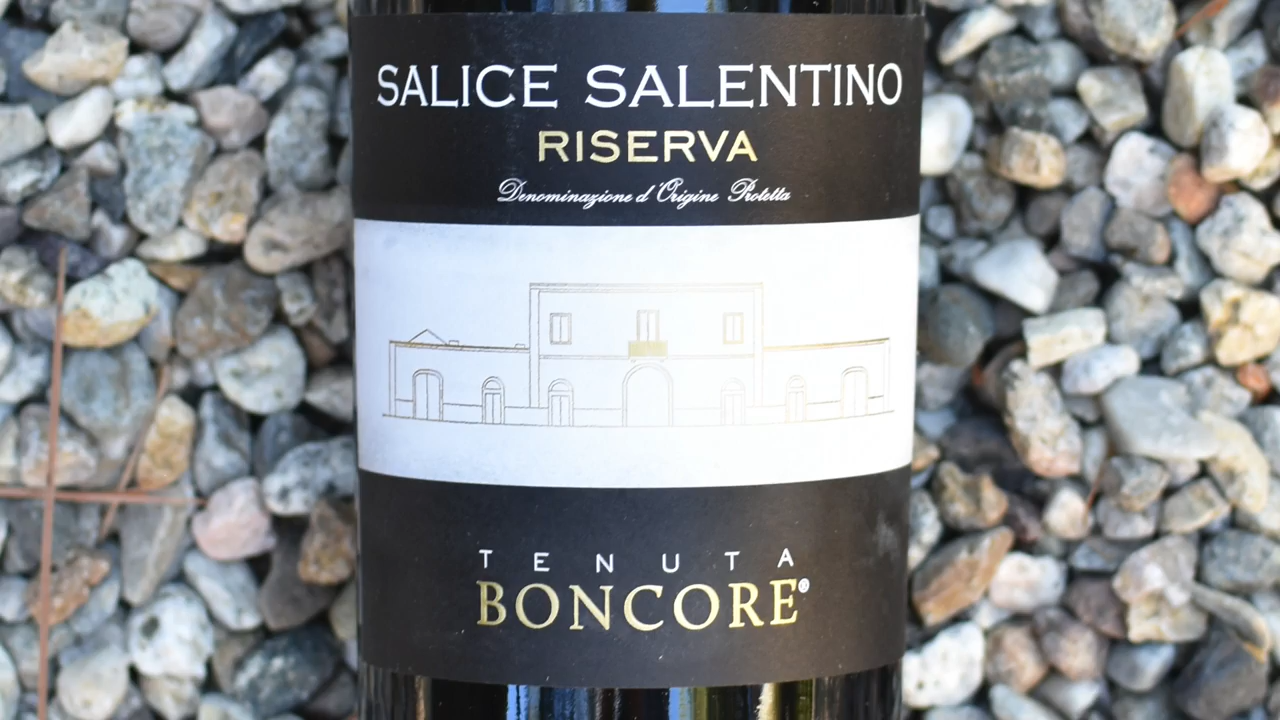 SALICE SALENTINO
RISERVA
Denominazione d'Origine Protetta
TENUTA
BONCORE®